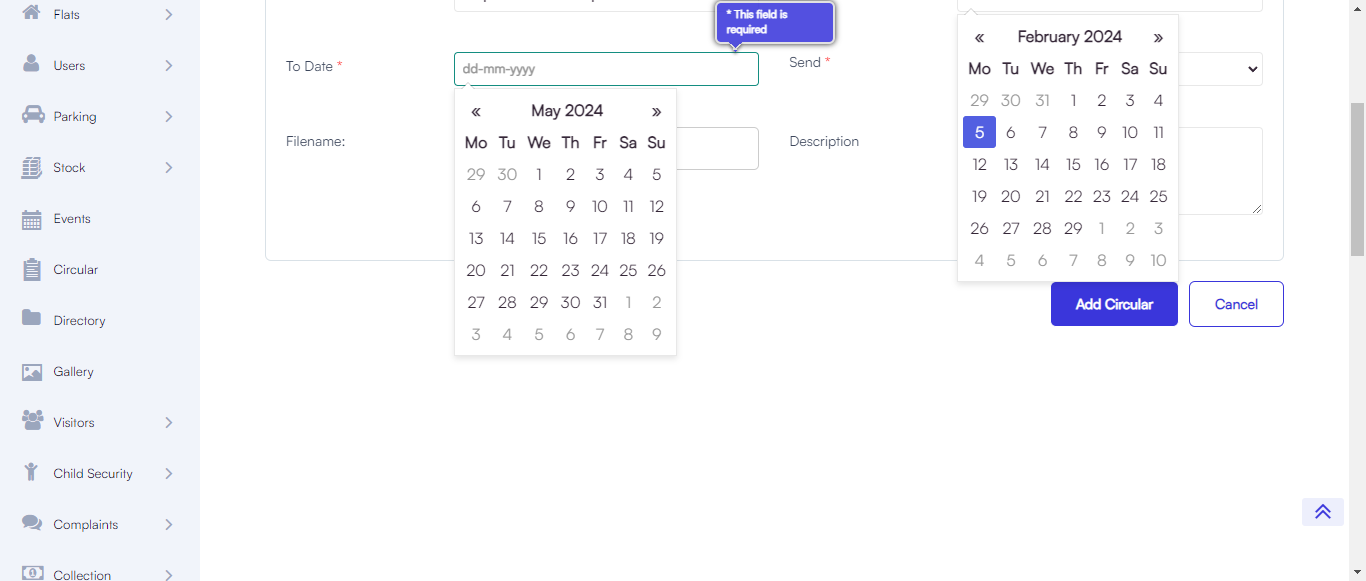 Flats
Users
Parking
Stock
Events
Circular
Directory
Gallery
Visitors
Child Security
Complaints
Collection
* This field is
required
To Date *
dd-mm-yyyy
Send *
« May 2024 »
Mo Tu We Th Fr Sa Su
29 30 1 2 3 4 5
6 7 8 9 10 11 12
13 14 15 16 17 18 19
20 21 22 23 24 25 26
27 28 29 30 31 1 2
3 4 5 6 7 8 9
Filename:
Description
« February 2024 »
Mo Tu We Th Fr Sa Su
29 30 31 1 2 3 4
5 6 7 8 9 10 11
12 13 14 15 16 17 18
19 20 21 22 23 24 25
26 27 28 29 1 2 3
4 5 6 7 8 9 10
Add Circular
Cancel